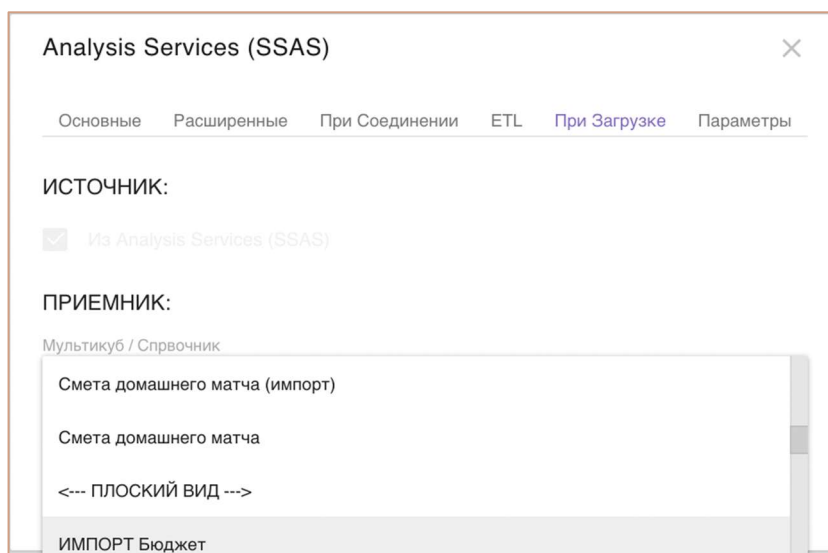 Analysis Services (SSAS)
Основные Расширенные При Соединении ETL При Загрузке Параметры
ИСТОЧНИК:
Из Analysis Services (SSAS)
ПРИЕМНИК:
Мультикуб / Спрвочник
Смета домашнего матча (импорт)
Смета домашнего матча
<--- ПЛОСКИЙ ВИД --->
ИМПОРТ Бюджет